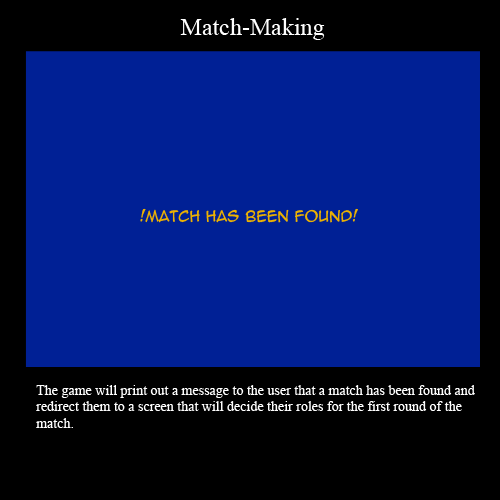 Match-Making
!MATCH HAS BEEN FOUND!
The game will print out a message to the user that a match has been found and
redirect them to a screen that will decide their roles for the first round of the
match.